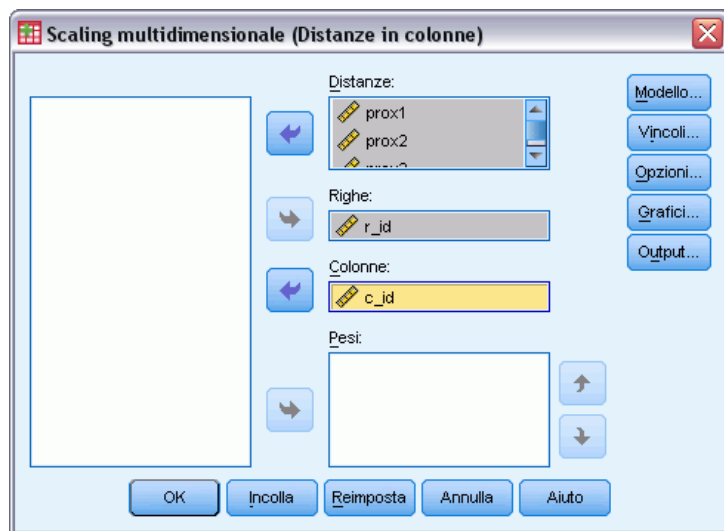 Scaling multidimensionale (Distanze in colonne)
Distanze:
prox1
prox2
prox3
Righe:
r_id
Colonne:
c_id
Pesi:
Modello...
Vincoli...
Opzioni...
Grafici...
Output...
OK
Incolla
Reimposta
Annulla
Aiuto